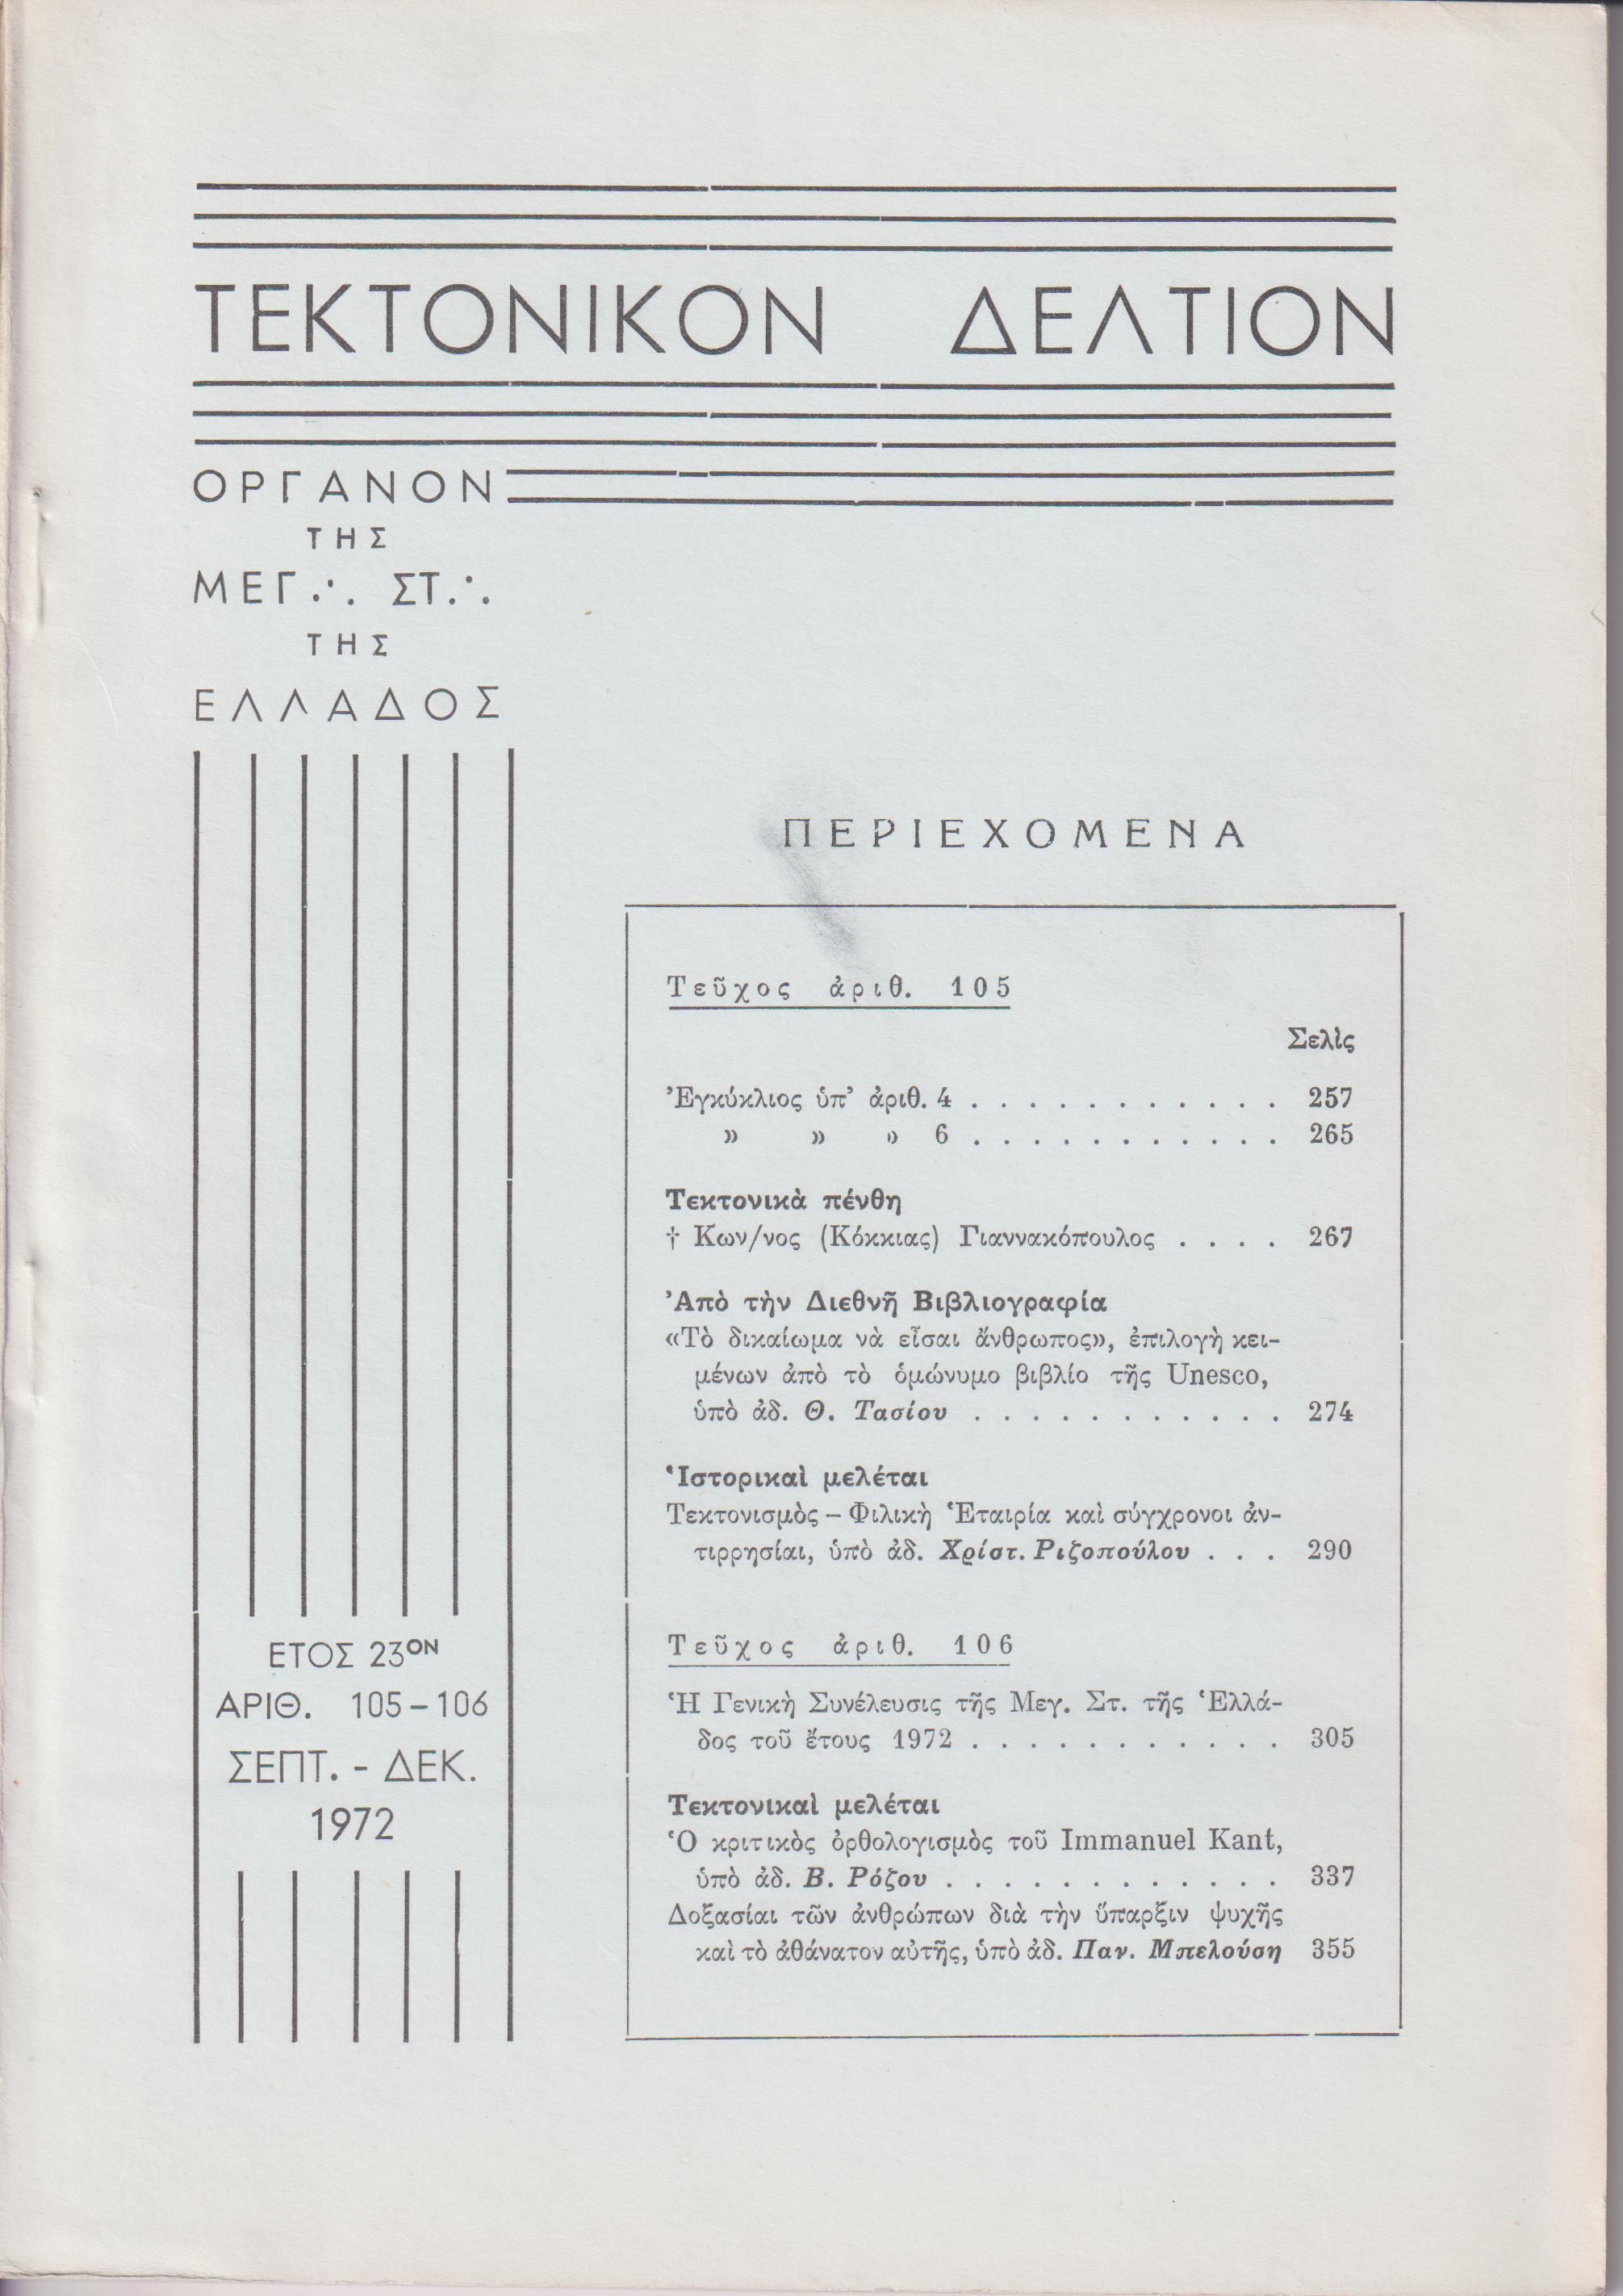 ΤΕΚΤΟΝΙΚΟΝ ΔΕΛΤΙΟΝ
ΟΡΓΑΝΟΝ
ΤΗΣ
ΜΕΓ.·. ΣΤ.·.
ΤΗΣ
ΕΛΛΑΔΟΣ
ΠΕΡΙΕΧΟΜΕΝΑ
Τεῦχος ἀριθ. 105
Σελὶς
Ἐγκύκλιος ὑπ’ ἀριθ. 4 . . . . . . . . . . . 257
» » » 6 . . . . . . . . . . . 265
Τεκτονικὰ πένθη
† Κων/νος (Κόκκιας) Γιαννακόπουλος . . . . 267
Ἀπὸ τὴν Διεθνῆ Βιβλιογραφία
«Τὸ δικαίωμα νὰ εἶσαι ἄνθρωπος», ἐπιλογὴ κει-
μένων ἀπὸ τὸ ὁμώνυμο βιβλίο τῆς Unesco,
ὑπὸ ἀδ. Θ. Τασίου . . . . . . . . . . . 274
Ἱστορικαὶ μελέται
Τεκτονισμὸς – Φιλικὴ Ἑταιρία καὶ σύγχρονοι ἀν-
τιρρησίαι, ὑπὸ ἀδ. Χρίστ. Ριζοπούλου . . . 290
Τεῦχος ἀριθ. 106
Ἡ Γενικὴ Συνέλευσις τῆς Μεγ. Στ. τῆς Ἑλλά-
δος τοῦ ἔτους 1972 . . . . . . . . . . . 305
Τεκτονικαὶ μελέται
Ὁ κριτικὸς ὀρθολογισμὸς τοῦ Immanuel Kant,
ὑπὸ ἀδ. Β. Ρόζου . . . . . . . . . . . . 337
Δοξασίαι τῶν ἀνθρώπων διὰ τὴν ὕπαρξιν ψυχῆς
καὶ τὸ ἀθάνατον αὐτῆς, ὑπὸ ἀδ. Παν. Μπελούση 355
ΕΤΟΣ 23ΟΝ
ΑΡΙΘ. 105 – 106
ΣΕΠΤ. - ΔΕΚ.
1972